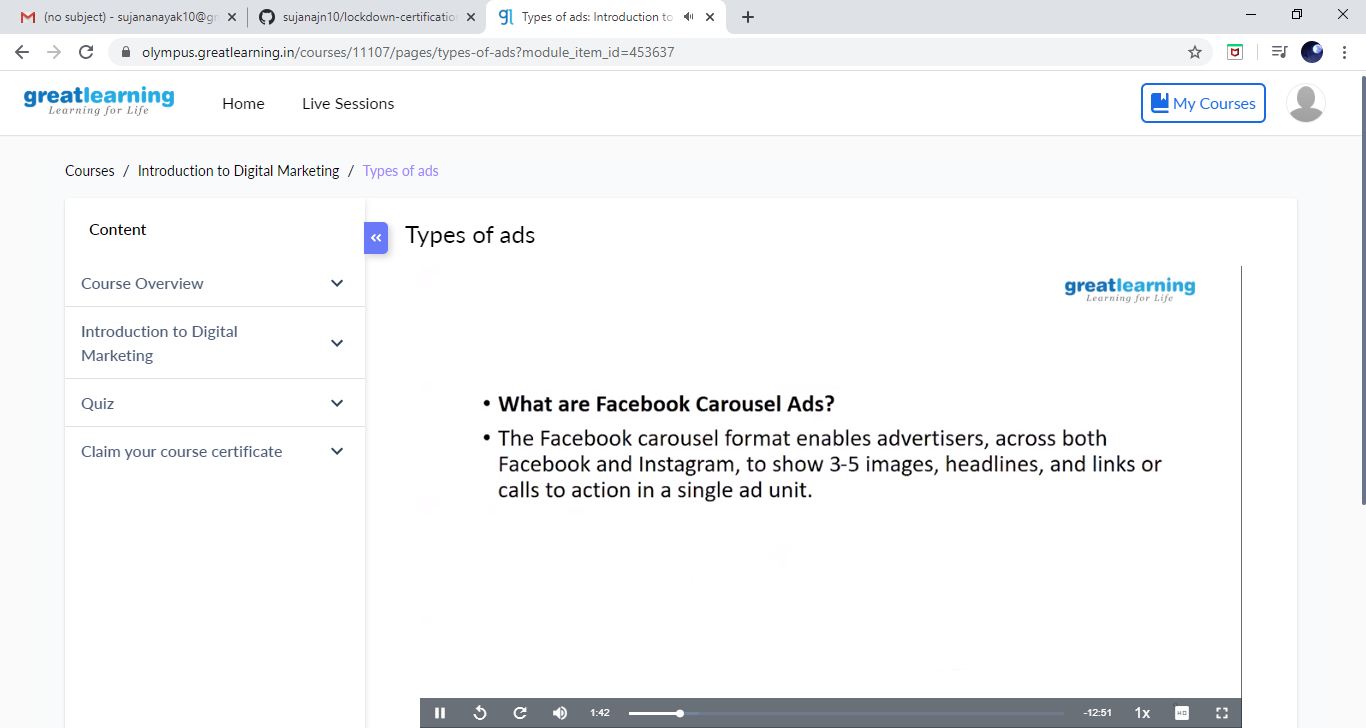 (no subject) - sujananayak10@gm
sujanajn10/lockdown-certification
Types of ads: Introduction to
olympus.greatlearning.in/courses/11107/pages/types-of-ads?module_item_id=453637
greatlearning
Learning for Life
Home
Live Sessions
My Courses
Courses / Introduction to Digital Marketing / Types of ads
Content
Course Overview
Introduction to Digital
Marketing
Quiz
Claim your course certificate
«
Types of ads
greatlearning
Learning for Life
• What are Facebook Carousel Ads?
• The Facebook carousel format enables advertisers, across both
Facebook and Instagram, to show 3-5 images, headlines, and links or
calls to action in a single ad unit.
1:42
-12:51
1x
HD